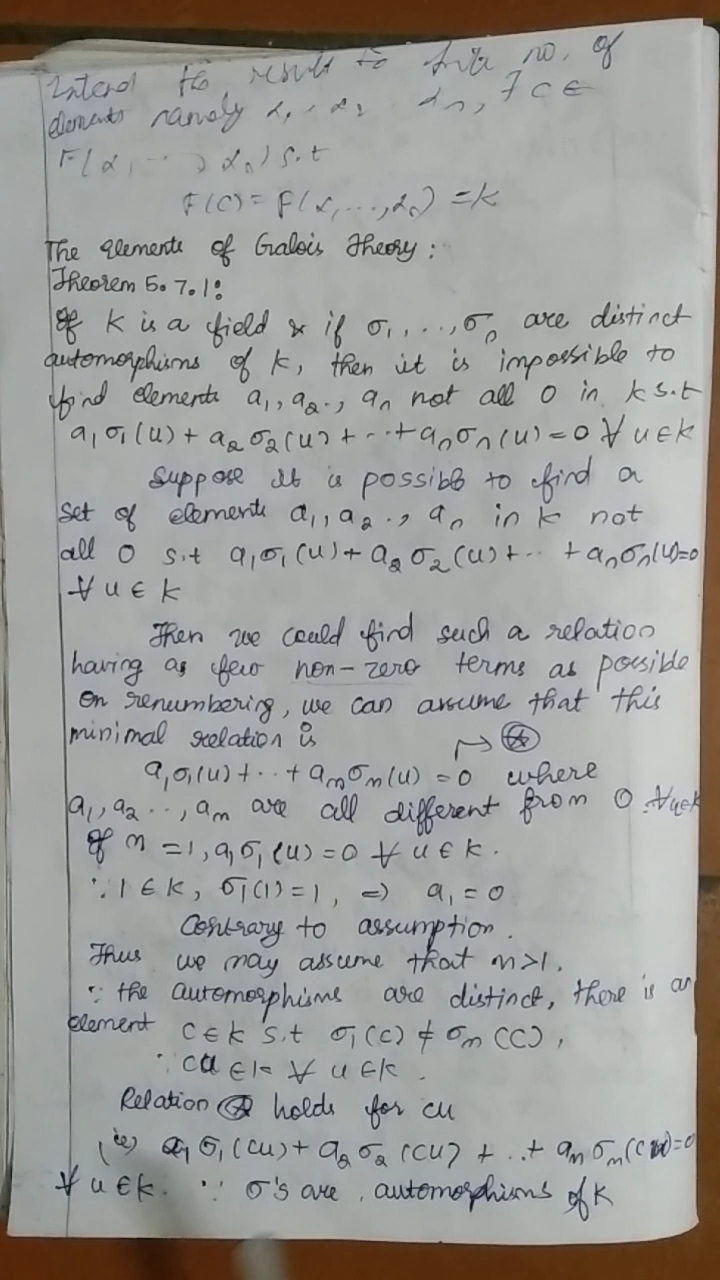 Extend the result to finite no. of
elements namely α₁, α₂ αₙ, ∃ C ∈
F(α₁, ..., αₙ) s.t
F(C) = F(α₁, ..., αₙ) = k
The elements of Galois Theory:
Theorem 5.7.1:
If K is a field & if σ₁, ..., σₙ are distinct
automorphisms of K, then it is impossible to
find elements a₁, a₂.., aₙ not all 0 in k s.t
a₁σ₁(u) + a₂σ₂(u) + ... + aₙσₙ(u) = 0 ∀ u ∈ K
Suppose it is possible to find a
set of elements a₁, a₂.., aₙ in K not
all 0 s.t a₁σ₁(u) + a₂σ₂(u) + ... + aₙσₙ(u) = 0
∀ u ∈ K
Then we could find such a relation
having as few non-zero terms as possible
on renumbering, we can assume that this
minimal relation is
a₁σ₁(u) + ... + aₘσₘ(u) = 0 → ⊛ where
a₁, a₂ ..., aₘ are all different from 0 ∀ u ∈ K
If m = 1, a₁σ₁(u) = 0 ∀ u ∈ K.
∵ 1 ∈ K, σ₁(1) = 1, ⇒ a₁ = 0
Contrary to assumption.
Thus we may assume that m > 1.
∵ the automorphisms are distinct, there is an
element c ∈ K s.t σ₁(c) ≠ σₘ(c),
∵ cu ∈ K ∀ u ∈ K.
Relation ⊛ holds for cu
(ie) a₁σ₁(cu) + a₂σ₂(cu) + ... + aₘσₘ(cu) = 0
∀ u ∈ K. ∵ σ's are automorphisms of K